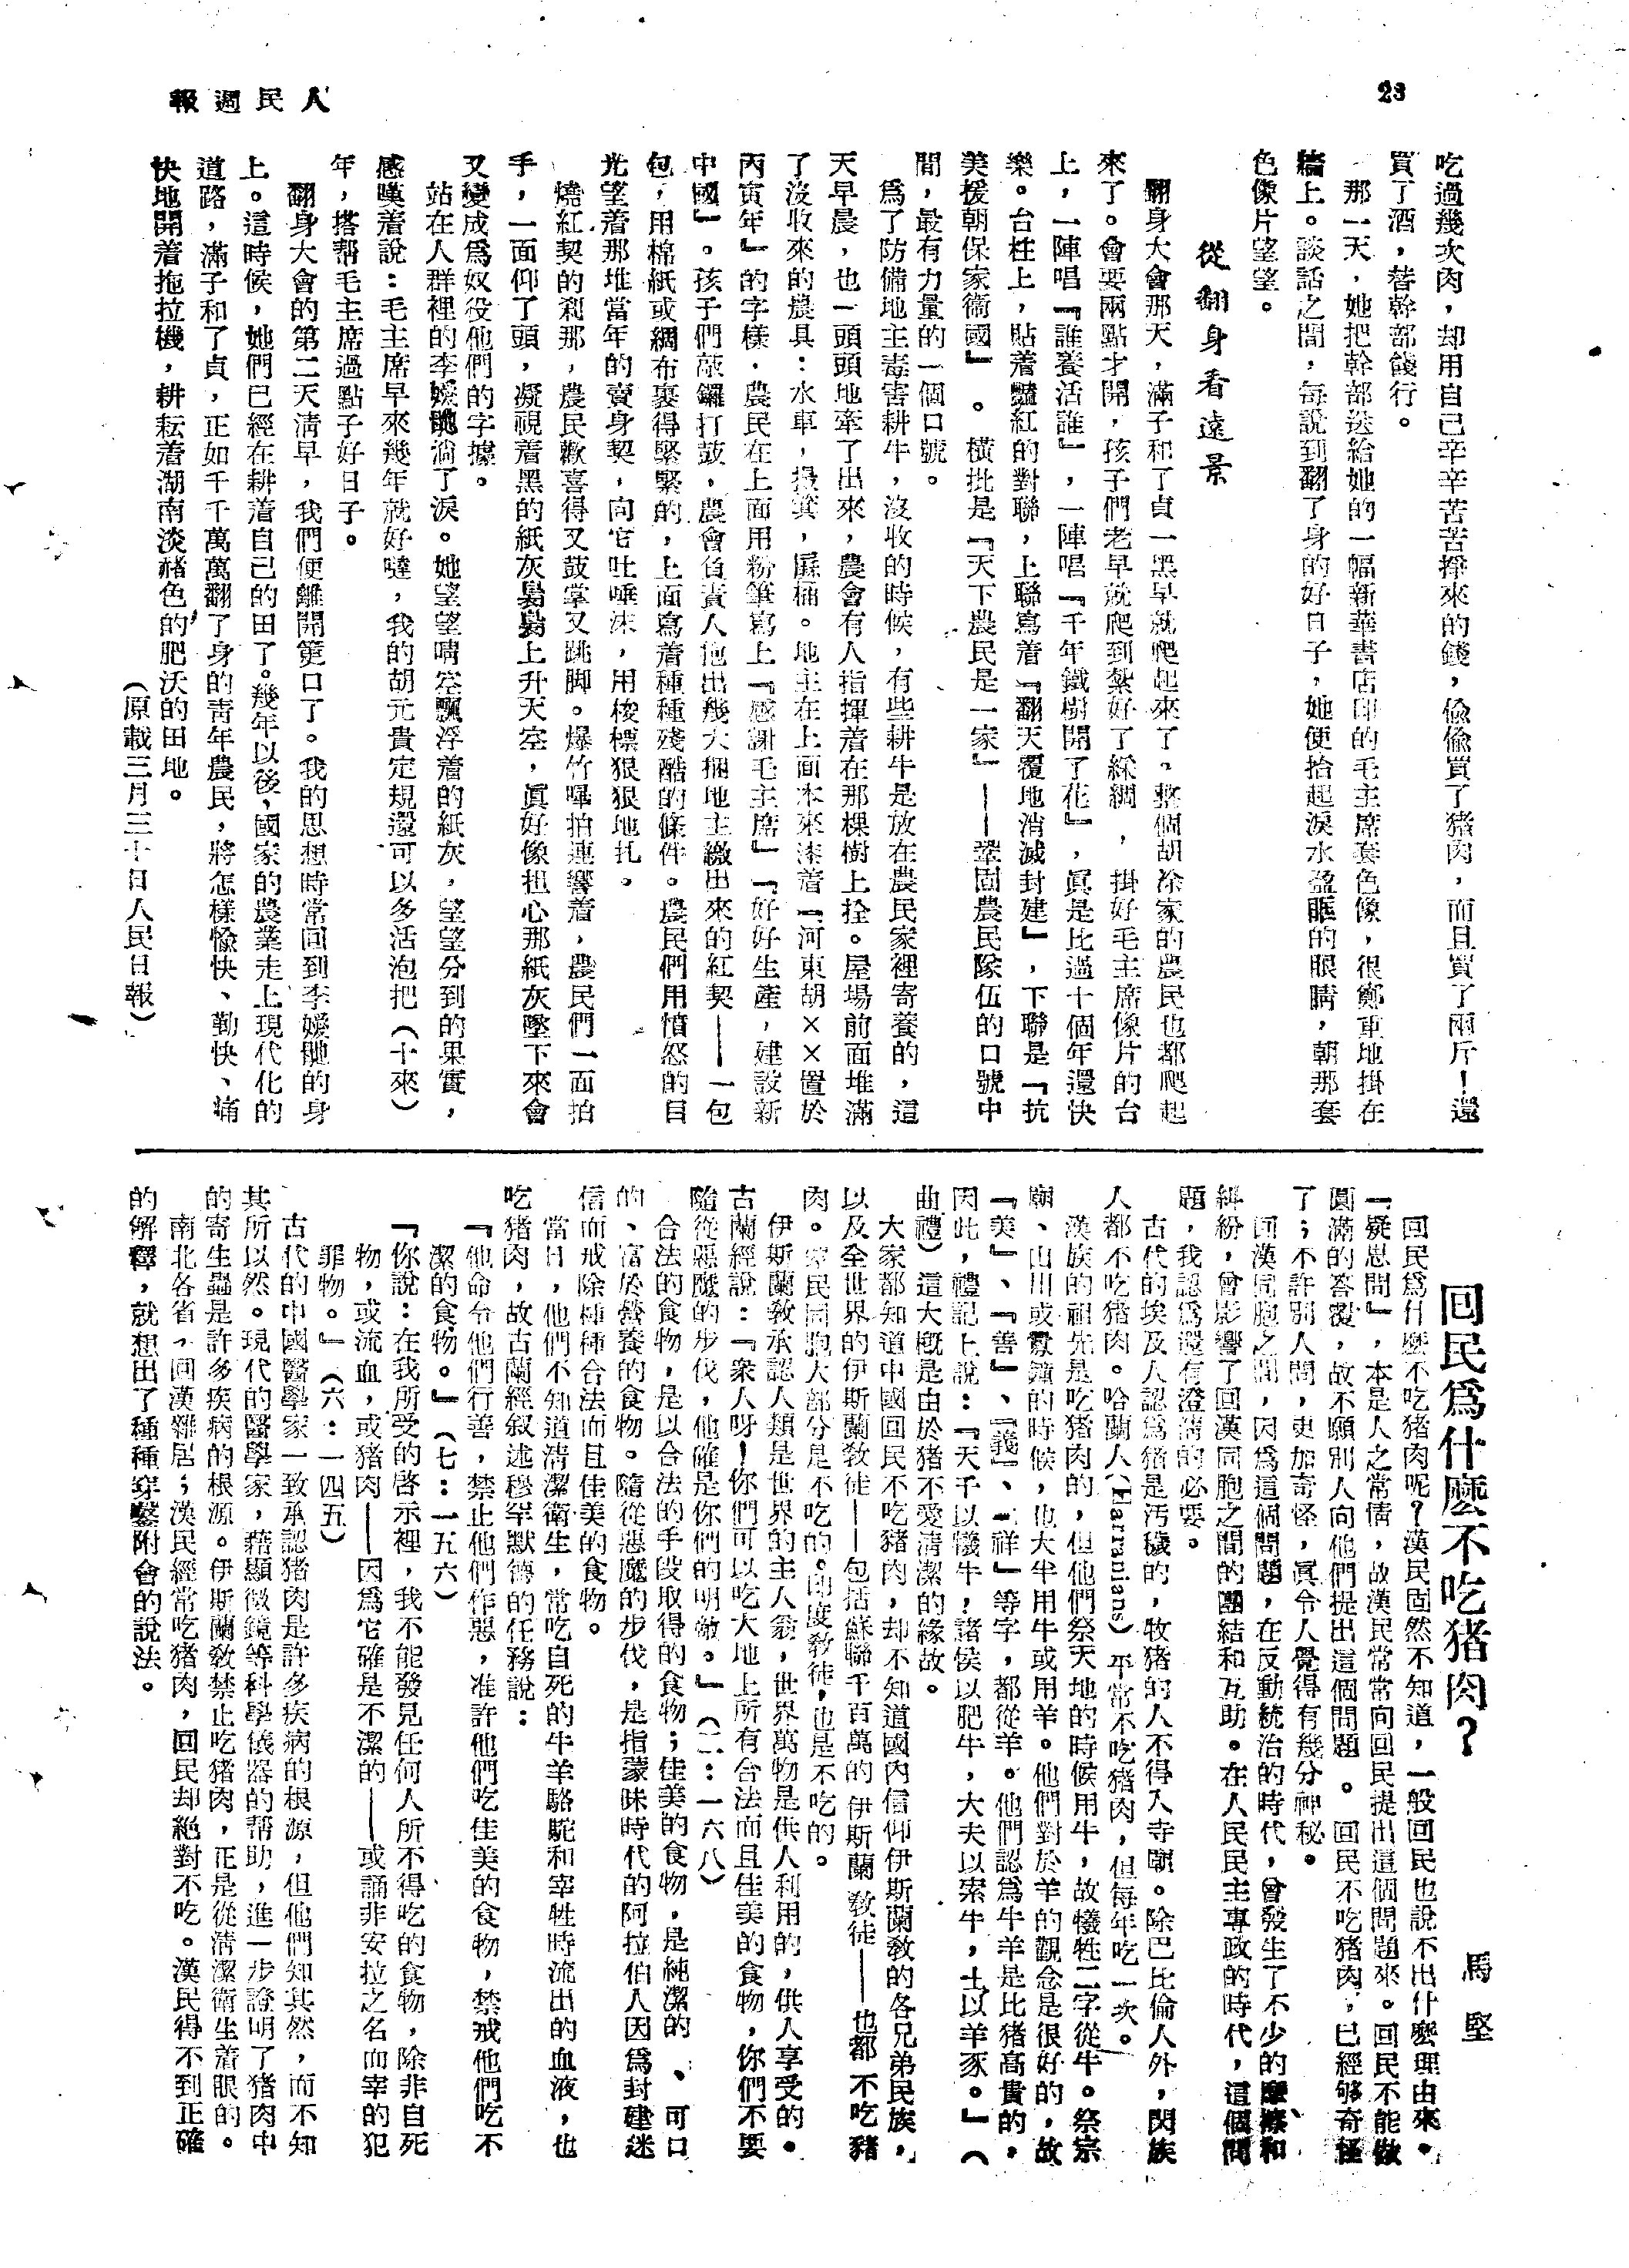 人民週報
23
吃過幾次肉，却用自己辛辛苦苦掙來的錢，偷偷買了猪肉，而且買了兩斤！還
買了酒，替幹部餞行。
那一天，她把幹部送給她的一幅新華書店印的毛主席套色像，很鄭重地掛在
牆上。談話之間，每說到翻了身的好日子，她便抬起淚水盈眶的眼睛，朝那套
色像片望望。
從翻身看遠景
翻身大會那天，滿子和了貞一黑早就爬起來了。整個胡凃家的農民也都爬起
來了。會要兩點才開，孩子們老早就爬到紮好了綵綢，掛好毛主席像片的台
上，一陣唱『誰養活誰』，一陣唱『千年鐵樹開了花』，眞是比過十個年還快
樂。台柱上，貼着豔紅的對聯，上聯寫着『翻天覆地消滅封建』，下聯是『抗
美援朝保家衞國』。橫批是『天下農民是一家』——鞏固農民隊伍的口號中
間，最有力量的一個口號。
爲了防備地主毒害耕牛，沒收的時候，有些耕牛是放在農民家裡寄養的，這
天早晨，也一頭頭地牽了出來，農會有人指揮着在那棵樹上拴。屋場前面堆滿
了沒收來的農具：水車，撮箕，㞎桶。地主在上面本來漆着『河東胡××置於
丙寅年』的字樣，農民在上面用粉筆寫上『感謝毛主席』『好好生產，建設新
中國』。孩子們敲鑼打鼓，農會負責人抱出幾大捆地主繳出來的紅契——一包
包，用棉紙或綢布裹得緊緊的，上面寫着種種殘酷的條件。農民們用憤怒的目
光望着那堆當年的賣身契，向它吐唾沫，用梭標狠狠地扎。
燒紅契的剎那，農民歡喜得又鼓掌又跳脚。爆竹嗶拍連響着，農民們一面拍
手，一面仰了頭，凝視着黑的紙灰裊裊上升天空，眞好像担心那紙灰墜下來會
又變成爲奴役他們的字據。
站在人群裡的李嬡毑淌了淚。她望望晴空飄浮着的紙灰，望望分到的果實，
感嘆着說：毛主席早來幾年就好噠，我的胡元貴定規還可以多活泡把（十來）
年，搭幇毛主席過點子好日子。
翻身大會的第二天淸早，我們便離開筻口了。我的思想時常回到李嬡毑的身
上。這時候，她們已經在耕着自己的田了。幾年以後，國家的農業走上現代化的
道路，滿子和了貞，正如千千萬萬翻了身的靑年農民，將怎樣愉快、勤快、痛
快地開着拖拉機，耕耘着湖南淡赭色的肥沃的田地。
（原載三月三十日人民日報）
回民爲什麼不吃猪肉？
馬堅
回民爲什麼不吃猪肉呢？漢民固然不知道，一般回民也說不出什麼理由來。
『疑思問』，本是人之常情，故漢民常常向回民提出這個問題來。回民不能做
圓滿的答覆，故不願別人向他們提出這個問題。回民不吃猪肉，已經够奇怪
了；不許別人問，更加奇怪，眞令人覺得有幾分神秘。
回漢同胞之間，因爲這個問題，在反動統治的時代，曾發生了不少的摩擦和
糾紛，曾影響了回漢同胞之間的團結和互助。在人民民主專政的時代，這個問
題，我認爲還有澄淸的必要。
古代的埃及人認爲猪是汚穢的，牧猪的人不得入寺廟。除巴比倫人外，閃族
人都不吃猪肉。哈蘭人（Harranians）平常不吃猪肉，但每年吃一次。
漢族的祖先是吃猪肉的，但他們祭天地的時候用牛，故犧牲二字從牛。祭宗
廟、山川或釁鐘的時候，也大半用牛或用羊。他們對於羊的觀念是很好的，故
『美』、『善』、『義』、『祥』等字，都從羊。他們認爲牛羊是比猪高貴的，
因此，禮記上說：『天子以犧牛，諸侯以肥牛，大夫以索牛，士以羊豕。』（
曲禮）這大概是由於猪不愛淸潔的緣故。
大家都知道中國回民不吃猪肉，却不知道國內信仰伊斯蘭敎的各兄弟民族，
以及全世界的伊斯蘭敎徒——包括蘇聯千百萬的伊斯蘭敎徒——也都不吃猪
肉。藏民同胞大部分是不吃的。印度敎徒，也是不吃的。
伊斯蘭敎承認人類是世界的主人翁，世界萬物是供人利用的，供人享受的。
古蘭經說：『衆人呀！你們可以吃大地上所有合法而且佳美的食物，你們不要
隨從惡魔的步伐，他確是你們的明敵。』（二：一六八）
合法的食物，是以合法的手段取得的食物；佳美的食物，是純潔的、可口
的、富於營養的食物。隨從惡魔的步伐，是指蒙昧時代的阿拉伯人因爲封建迷
信而戒除種種合法而且佳美的食物。
當日，他們不知道淸潔衞生，常吃自死的牛羊駱駝和宰牲時流出的血液，也
吃猪肉，故古蘭經叙述穆罕默德的任務說：
『他命令他們行善，禁止他們作惡，准許他們吃佳美的食物，禁戒他們吃不
潔的食物。』（七：一五六）
『你說：在我所受的啓示裡，我不能發見任何人所不得吃的食物，除非自死
物，或流血，或猪肉——因爲它確是不潔的——或誦非安拉之名而宰的犯
罪物。』（六：一四五）
古代的中國醫學家一致承認猪肉是許多疾病的根源，但他們知其然，而不知
其所以然。現代的醫學家，藉顯微鏡等科學儀器的幇助，進一步證明了猪肉中
的寄生蟲是許多疾病的根源。伊斯蘭敎禁止吃猪肉，正是從淸潔衞生着眼的。
南北各省，回漢雜居；漢民經常吃猪肉，回民却絕對不吃。漢民得不到正確
的解釋，就想出了種種穿鑿附會的說法。